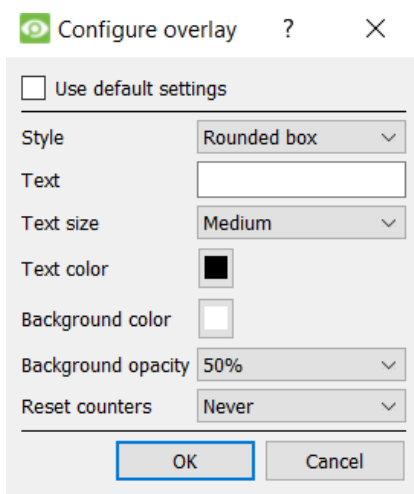 Configure overlay ?
Use default settings
Style Rounded box
Text
Text size Medium
Text color
Background color
Background opacity 50%
Reset counters Never
OK Cancel